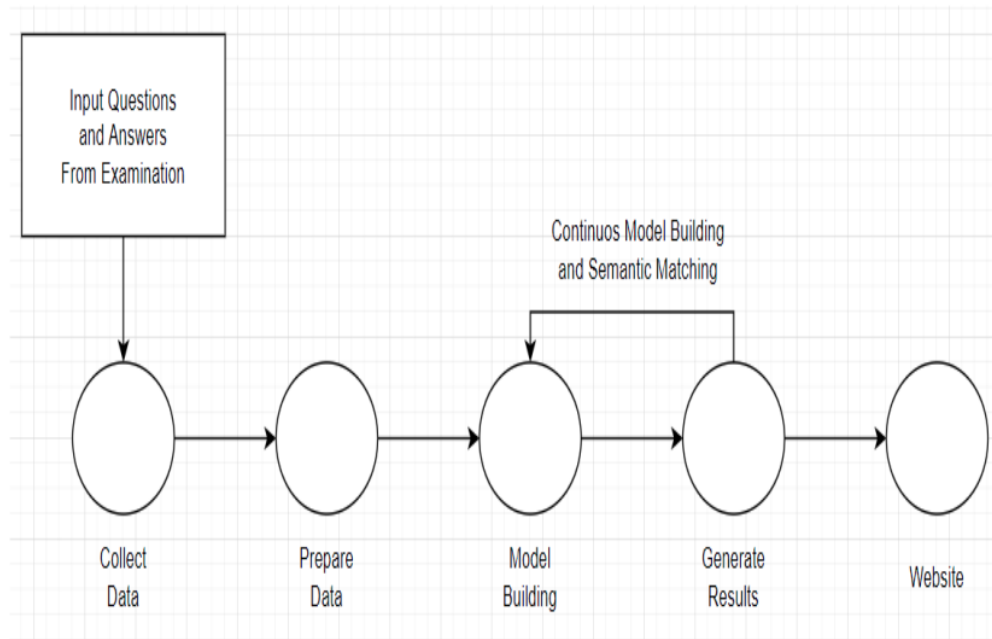 Input Questions
and Answers
From Examination
Continuos Model Building
and Semantic Matching
Collect
Data
Prepare
Data
Model
Building
Generate
Results
Website